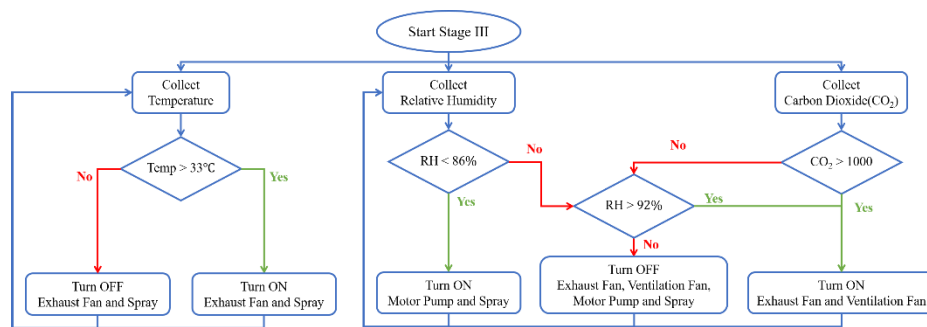 Start Stage III
Collect
Temperature
Collect
Relative Humidity
Collect
Carbon Dioxide(CO₂)
Temp > 33℃
RH < 86%
CO₂ > 1000
RH > 92%
No
Yes
No
Yes
No
Yes
Yes
No
Turn OFF
Exhaust Fan and Spray
Turn ON
Exhaust Fan and Spray
Turn ON
Motor Pump and Spray
Turn OFF
Exhaust Fan, Ventilation Fan,
Motor Pump and Spray
Turn ON
Exhaust Fan and Ventilation Fan